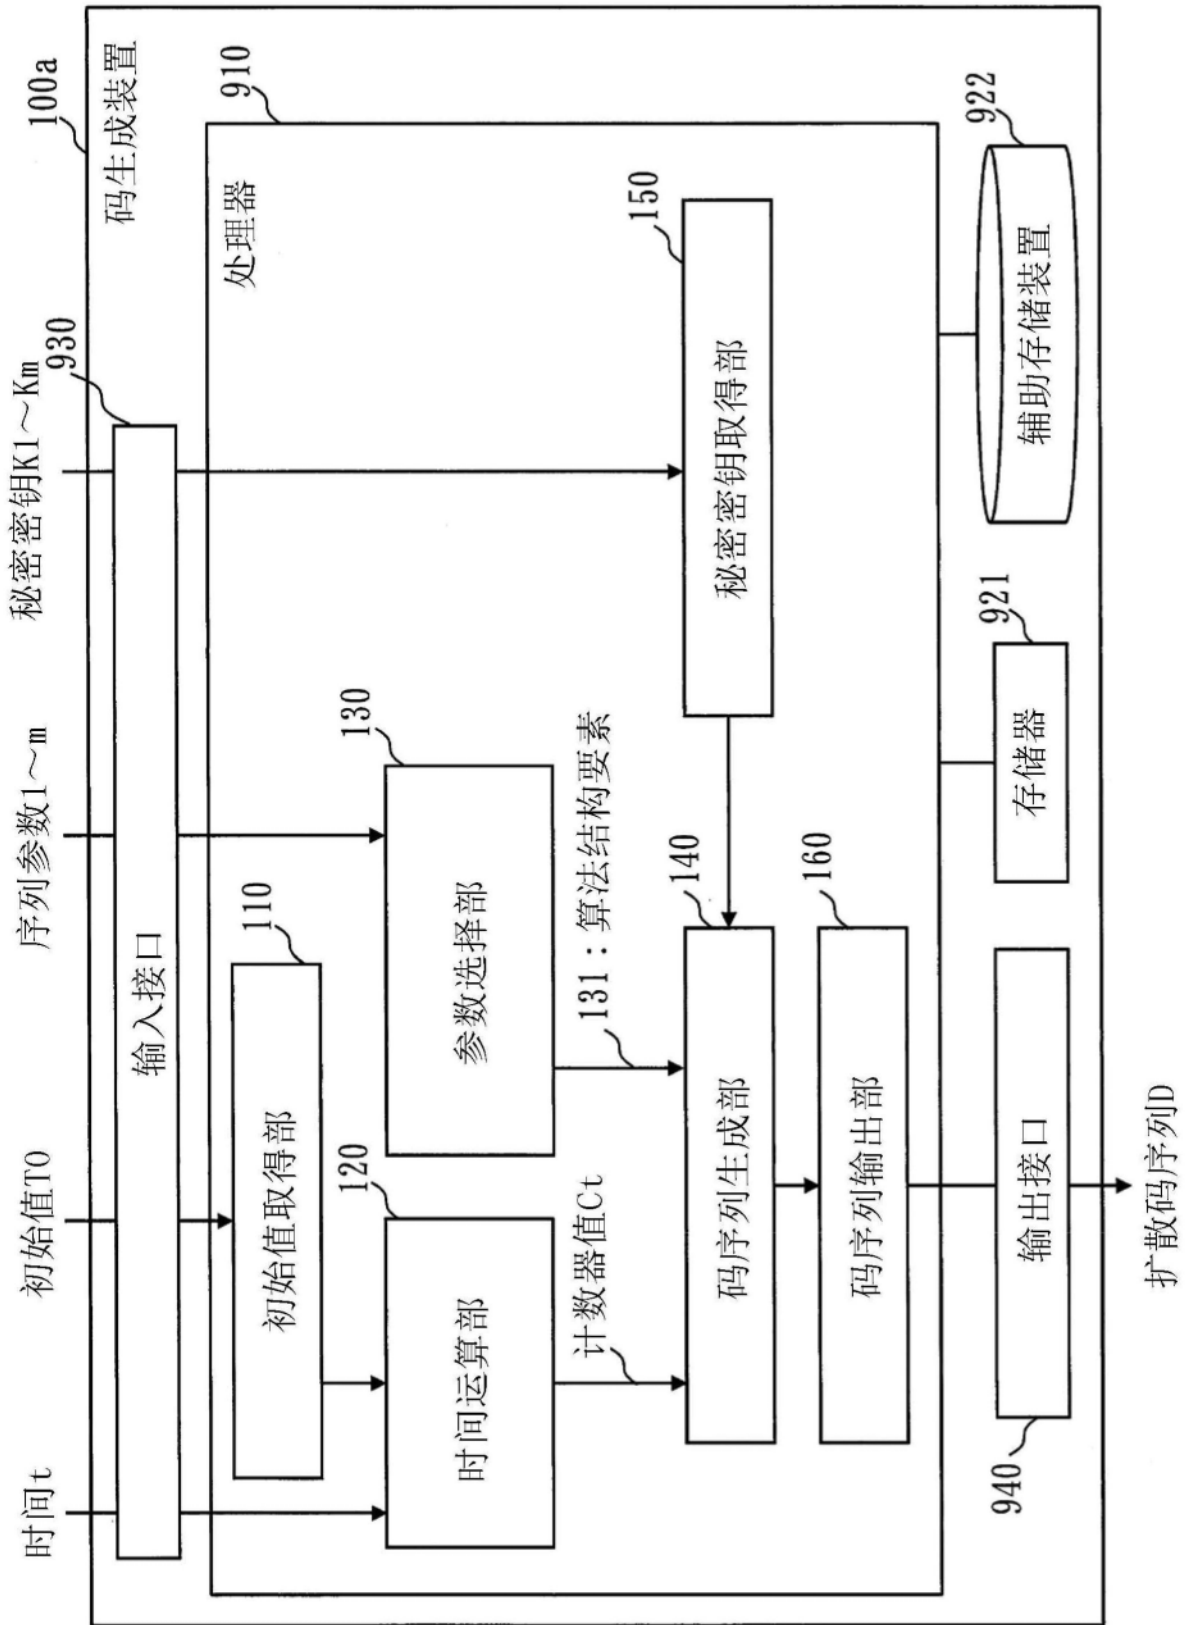 100a
码生成装置
时间t
初始值T0
序列参数1～m
秘密密钥K1～Km
930
输入接口
910
处理器
110
初始值取得部
120
时间运算部
130
参数选择部
150
秘密密钥取得部
计数器值Ct
131：算法结构要素
140
码序列生成部
160
码序列输出部
940
输出接口
921
存储器
922
辅助存储装置
扩散码序列D